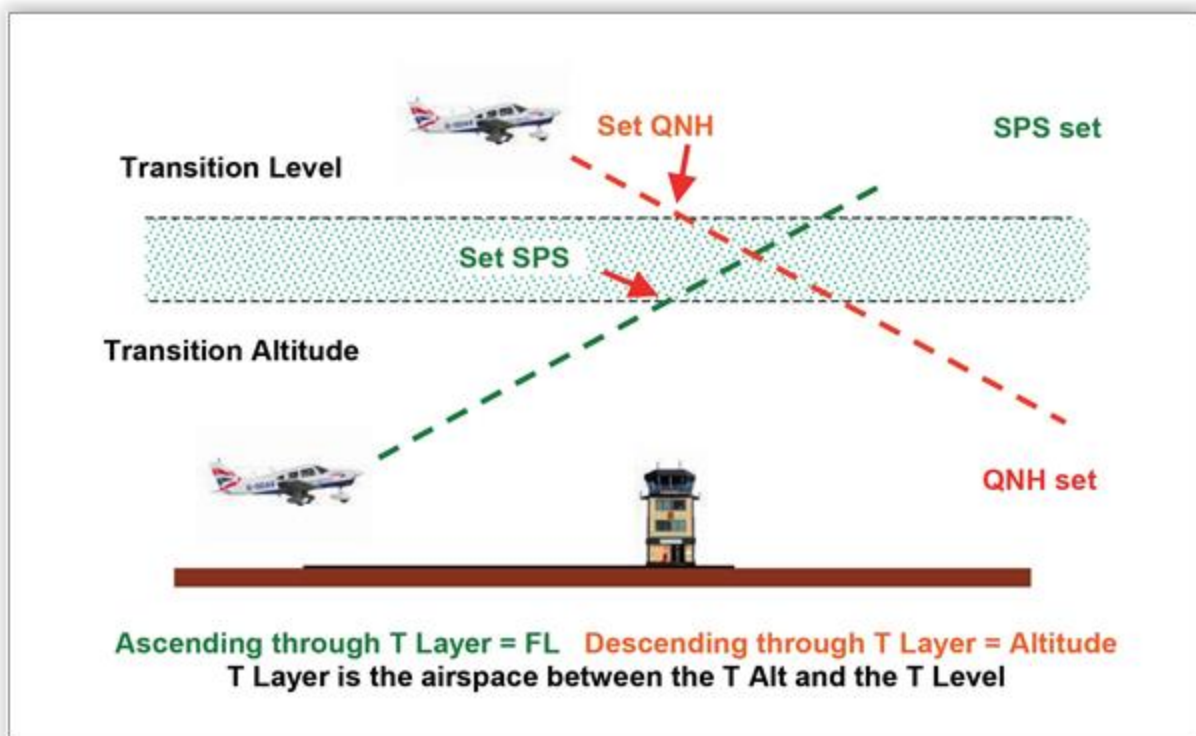 Set QNH
SPS set
Transition Level
Set SPS
Transition Altitude
QNH set
Ascending through T Layer = FL Descending through T Layer = Altitude
T Layer is the airspace between the T Alt and the T Level